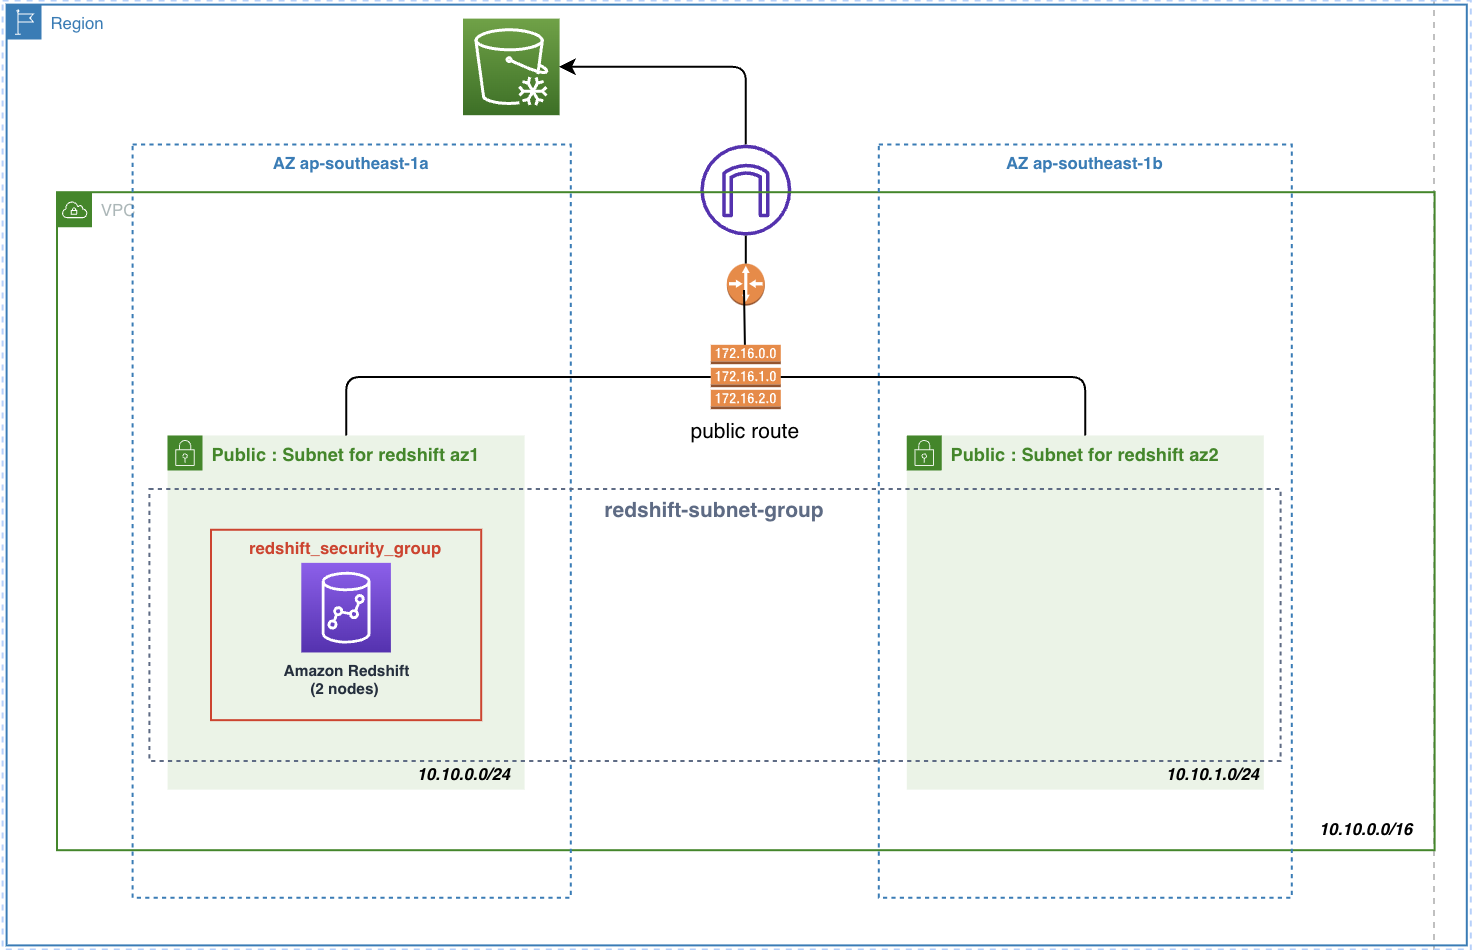 Region
AZ ap-southeast-1a
AZ ap-southeast-1b
VPC
172.16.0.0
172.16.1.0
172.16.2.0
public route
Public : Subnet for redshift az1
Public : Subnet for redshift az2
redshift-subnet-group
redshift_security_group
Amazon Redshift
(2 nodes)
10.10.0.0/24
10.10.1.0/24
10.10.0.0/16